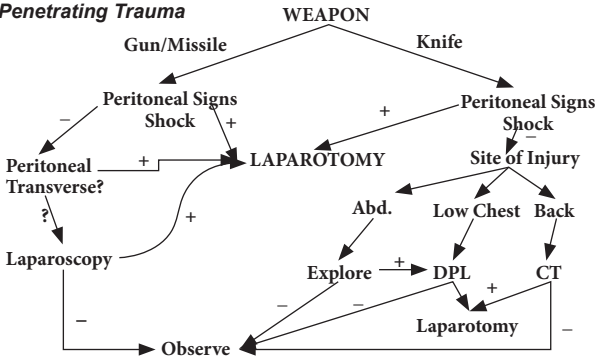 Penetrating Trauma
WEAPON
Gun/Missile
Knife
Peritoneal Signs
Shock
+
+
Peritoneal Signs
Shock
–
–
Peritoneal
Transverse?
+
LAPAROTOMY
Site of Injury
?
+
Abd.
Low Chest
Back
Laparoscopy
Explore
+
DPL
CT
–
–
+
Laparotomy
–
–
Observe